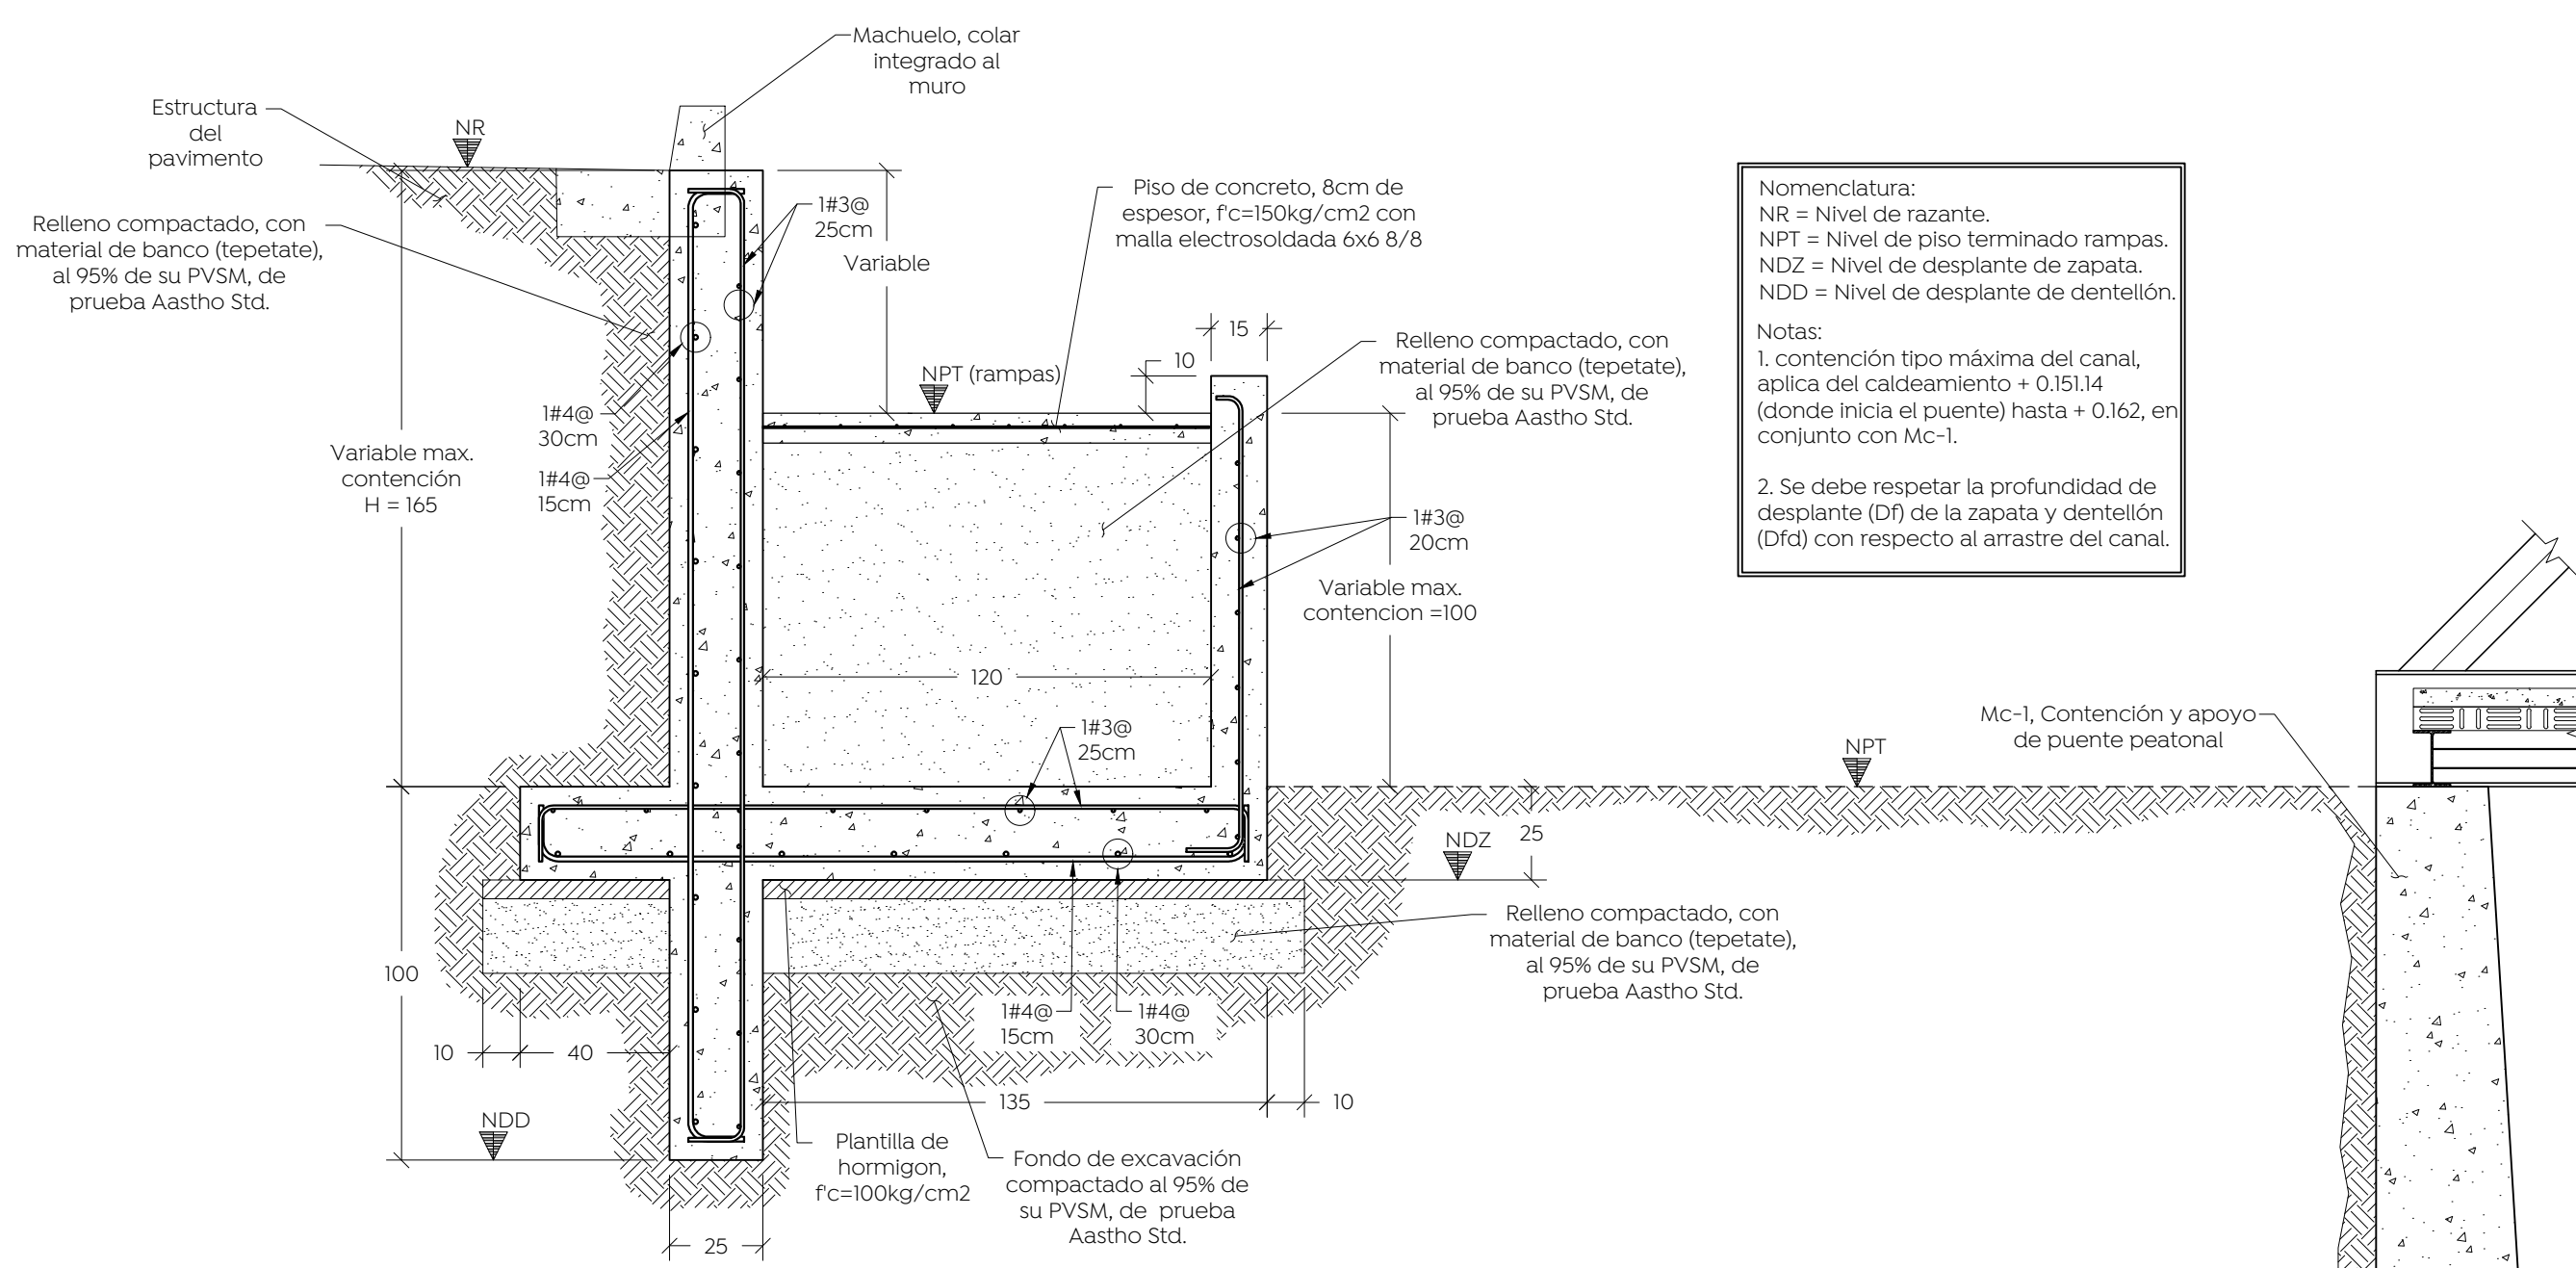 Machuelo, colar
integrado al
muro
Estructura
del
pavimento
NR
Relleno compactado, con
material de banco (tepetate),
al 95% de su PVSM, de
prueba Aastho Std.
1#3@
25cm
Variable
Piso de concreto, 8cm de
espesor, f'c=150kg/cm2 con
malla electrosoldada 6x6 8/8
Nomenclatura:
NR = Nivel de razante.
NPT = Nivel de piso terminado rampas.
NDZ = Nivel de desplante de zapata.
NDD = Nivel de desplante de dentellón.
Notas:
1. contención tipo máxima del canal,
aplica del caldeamiento + 0.151.14
(donde inicia el puente) hasta + 0.162, en
conjunto con Mc-1.
2. Se debe respetar la profundidad de
desplante (Df) de la zapata y dentellón
(Dfd) con respecto al arrastre del canal.
15
10
NPT (rampas)
Relleno compactado, con
material de banco (tepetate),
al 95% de su PVSM, de
prueba Aastho Std.
1#4@
30cm
1#4@
15cm
Variable max.
contención
H = 165
1#3@
20cm
Variable max.
contencion =100
120
1#3@
25cm
Mc-1, Contención y apoyo
de puente peatonal
NPT
25
NDZ
Relleno compactado, con
material de banco (tepetate),
al 95% de su PVSM, de
prueba Aastho Std.
100
1#4@
15cm
1#4@
30cm
10
40
135
10
NDD
Plantilla de
hormigon,
f'c=100kg/cm2
Fondo de excavación
compactado al 95% de
su PVSM, de prueba
Aastho Std.
25